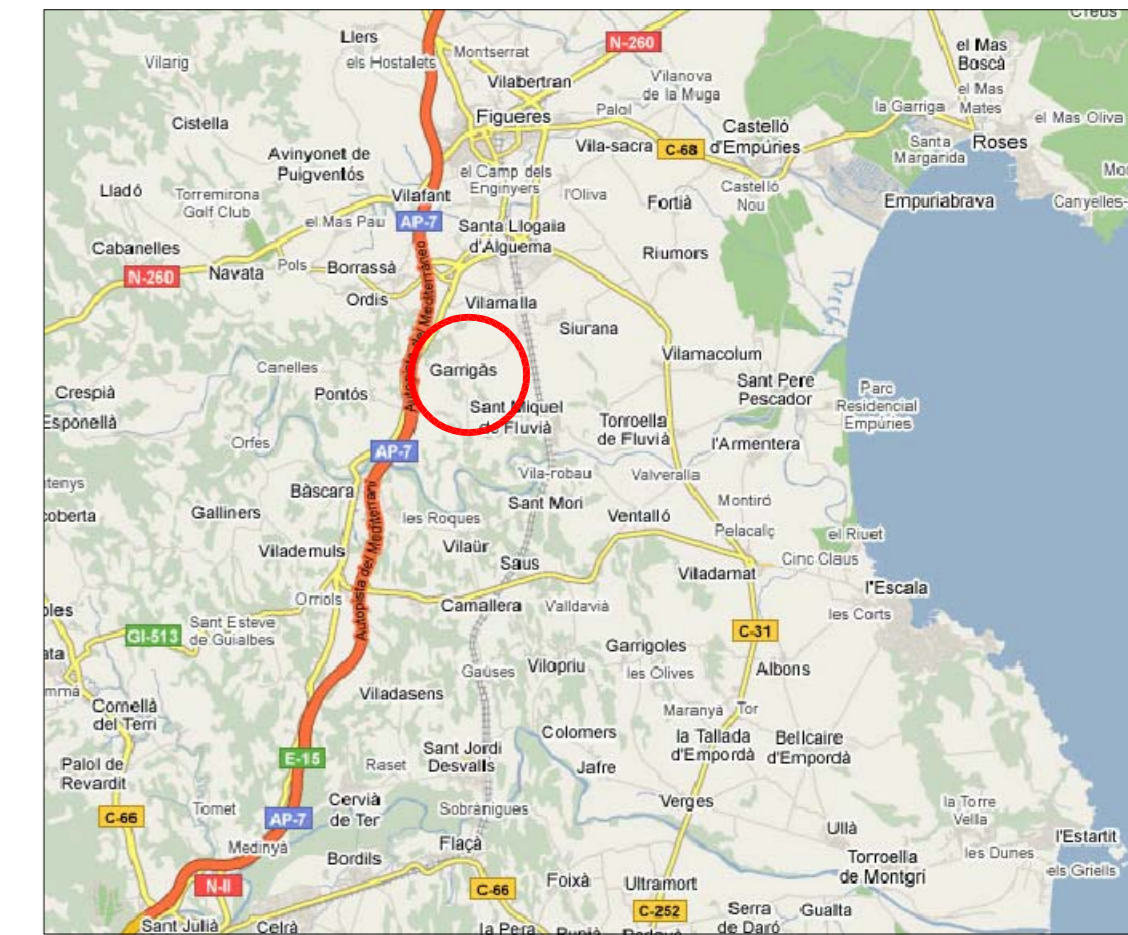 Creus
Llers
els Hostalets
Montserrat
N-260
el Mas
Boscà
Vilarig
Vilabertran
Vilanova
de la Muga
el Mas
Mates
la Garriga
el Mas Oliva
Cistella
Figueres
Palol
Castelló
d'Empúries
Vila-sacra
C-68
Santa
Margarida
Roses
Avinyonet de
Puigventós
el Camp dels
Enginyers
Lladó
Torremirona
Golf Club
Vilafant
l'Oliva
Fortià
Castelló
Nou
Empuriabrava
Canyelles-
el Mas Pau
AP-7
Santa Llogaia
d'Alguema
Cabanelles
N-260
Navata
Pols
Borrassà
Riumors
Ordis
Autopista del Mediterráneo
Vilamalla
Siurana
Canelles
Garrigàs
Vilamacolum
Crespià
Pontós
Sant Pere
Pescador
Parc
Residencial
Empúries
Esponellà
Sant Miquel
de Fluvià
Torroella
de Fluvià
l'Armentera
Orfes
AP-7
Vila-robau
Valveralla
Bàscara
Sant Mori
Montiró
Galliners
les Roques
Ventalló
Pelacalç
el Riuet
Vilademuls
Vilaür
Saus
Cinc Claus
Viladamat
Autopista del Mediterrani
l'Escala
Orriols
Camallera
Valldavià
les Corts
GI-513
Sant Esteve
de Guialbes
C-31
Garrigoles
Gaüses
Vilopriu
les Olives
Albons
Viladasens
Cornellà
del Terri
Maranyà
Tor
Colomers
la Tallada
d'Empordà
Bellcaire
d'Empordà
E-15
Sant Jordi
Desvalls
Palol de
Revardit
Raset
Jafre
C-66
Tomet
AP-7
Cervià
de Ter
Sobrànigues
Verges
la Torre
Vella
Ullà
l'Estartit
Medinyà
Bordils
Flaçà
Torroella
de Montgrí
les Dunes
els Griells
N-II
C-66
Foixà
Ultramort
C-252
Serra
de Daró
Gualta
Sant Julià
Celrà
la Pera